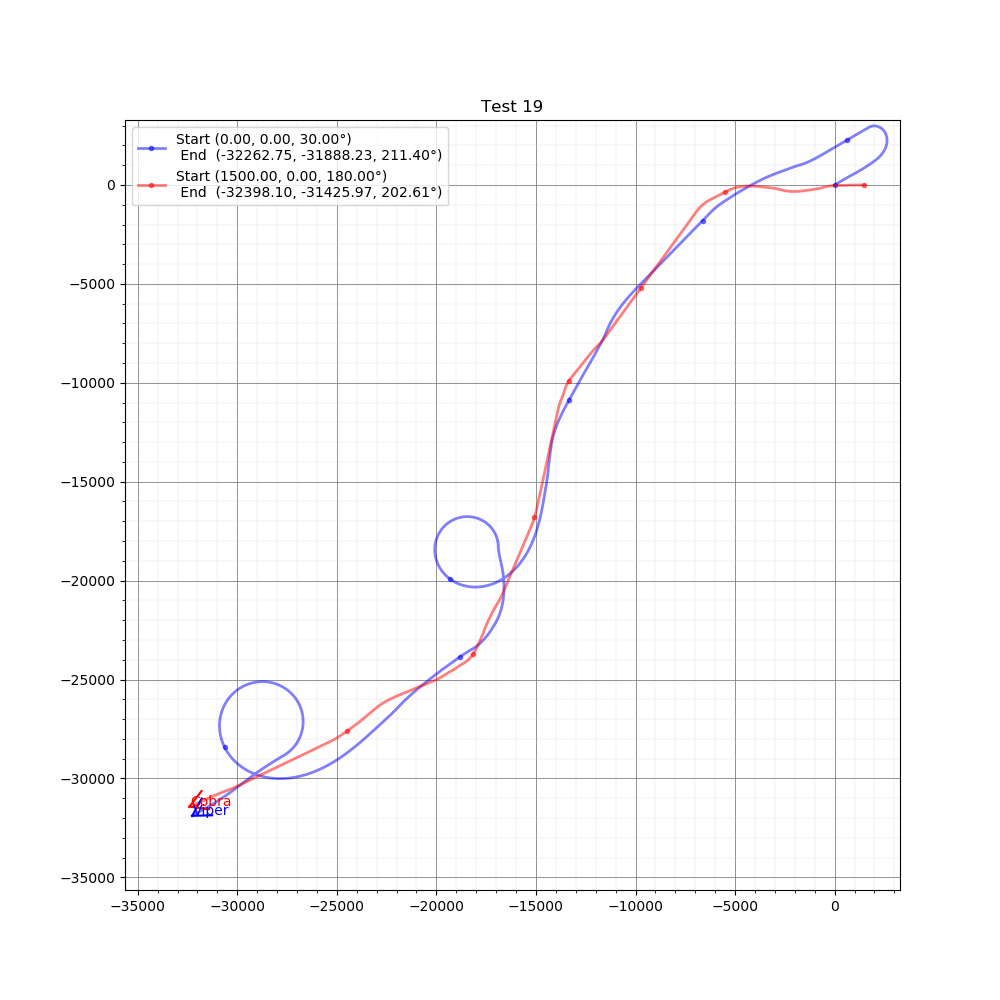 Test 19
Start (0.00, 0.00, 30.00°)
End (-32262.75, -31888.23, 211.40°)
Start (1500.00, 0.00, 180.00°)
End (-32398.10, -31425.97, 202.61°)
0
−5000
−10000
−15000
−20000
−25000
−30000
−35000
Cobra
Viper
−35000 −30000 −25000 −20000 −15000 −10000 −5000 0